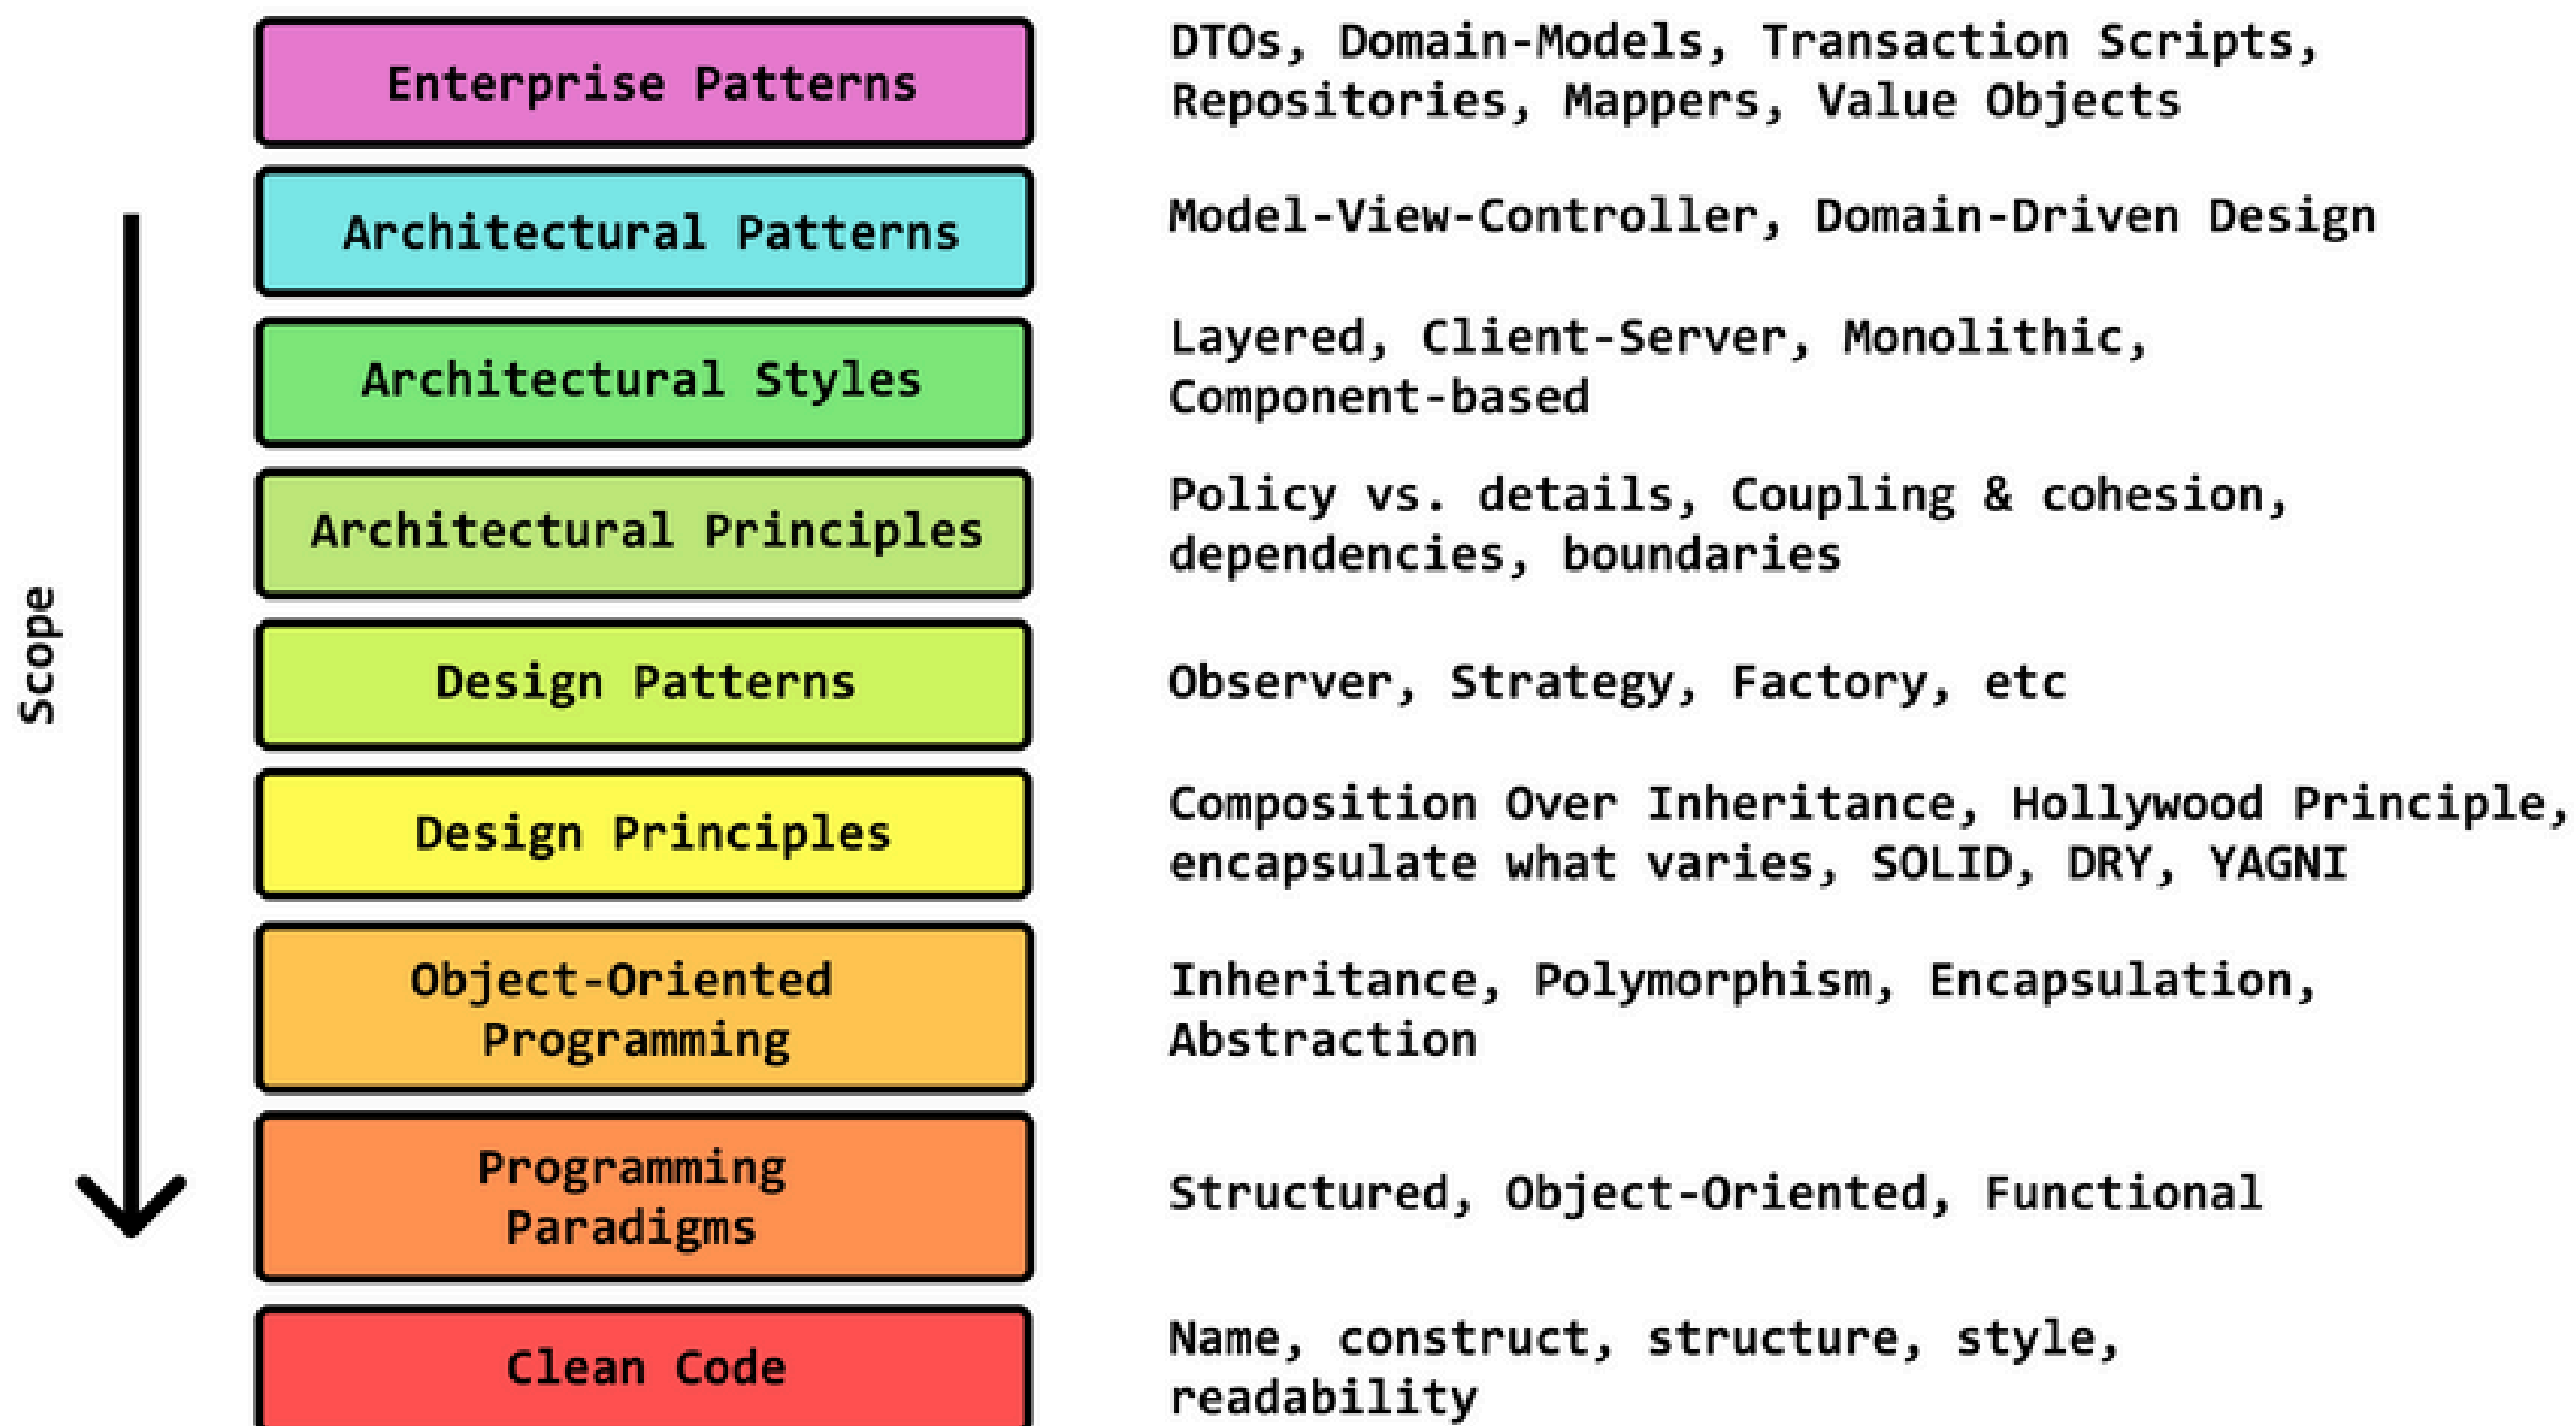 Scope
Enterprise Patterns
DTOs, Domain-Models, Transaction Scripts,
Repositories, Mappers, Value Objects
Architectural Patterns
Model-View-Controller, Domain-Driven Design
Architectural Styles
Layered, Client-Server, Monolithic,
Component-based
Architectural Principles
Policy vs. details, Coupling & cohesion,
dependencies, boundaries
Design Patterns
Observer, Strategy, Factory, etc
Design Principles
Composition Over Inheritance, Hollywood Principle,
encapsulate what varies, SOLID, DRY, YAGNI
Object-Oriented
Programming
Inheritance, Polymorphism, Encapsulation,
Abstraction
Programming
Paradigms
Structured, Object-Oriented, Functional
Clean Code
Name, construct, structure, style,
readability